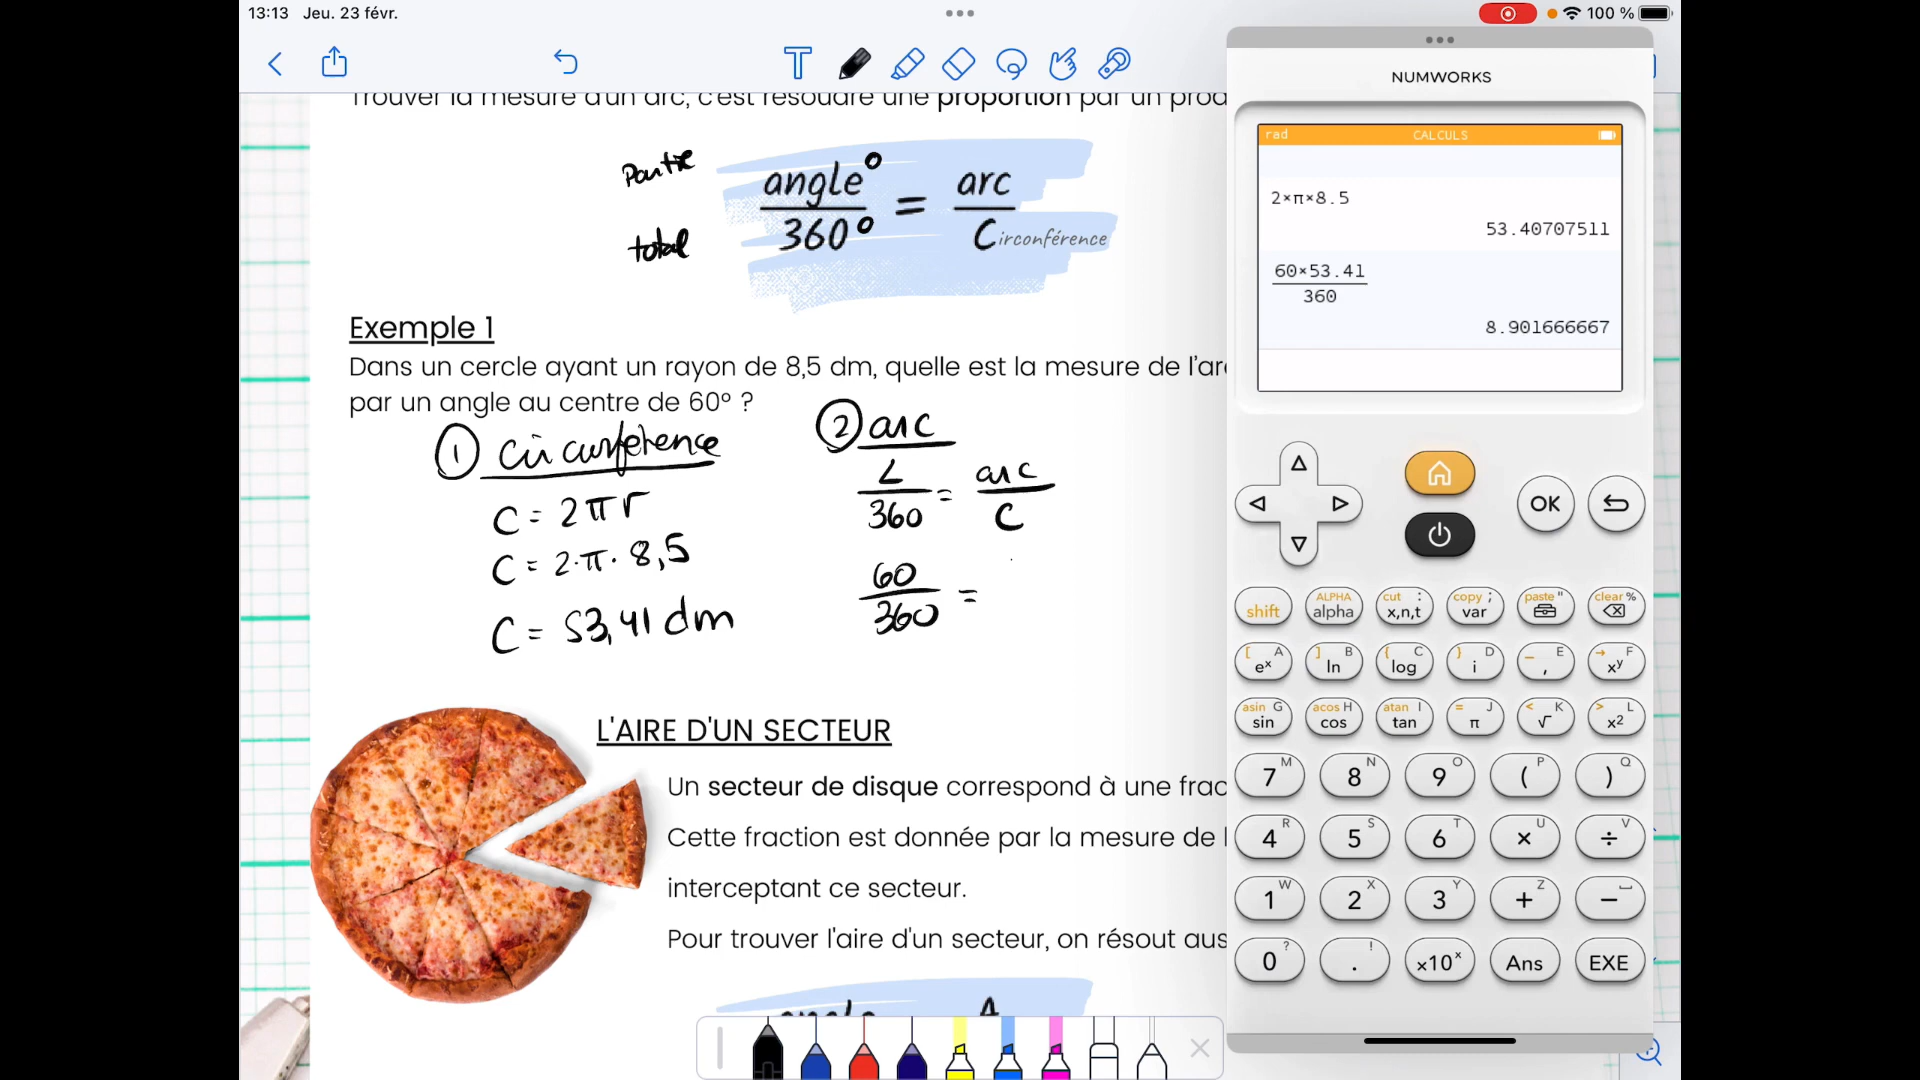 13:13 Jeu. 23 févr.
100 %
Trouver la mesure d'un arc, c'est résoudre une proportion par un prod
Partie
angle° / 360° = arc / Circonférence
total
Exemple 1
Dans un cercle ayant un rayon de 8,5 dm, quelle est la mesure de l'arc
par un angle au centre de 60° ?
① Circonférence
C = 2πr
C = 2·π·8,5
C = 53,41 dm
② arc
∠ / 360 = arc / C
60 / 360 =
L'AIRE D'UN SECTEUR
Un secteur de disque correspond à une frac
Cette fraction est donnée par la mesure de l
interceptant ce secteur.
Pour trouver l'aire d'un secteur, on résout aus
angle A
NUMWORKS
rad CALCULS
2×π×8.5
53.40707511
60×53.41
360
8.901666667
OK
shift ALPHA alpha cut : x,n,t copy ; var paste " clear %
[ A eˣ ] B ln { C log } D i _ E , → F xʸ
asin G sin acos H cos atan I tan = J π < K √ > L x²
7 M 8 N 9 O ( P ) Q
4 R 5 S 6 T × U ÷ V
1 W 2 X 3 Y + Z −
0 ? . ! ×10ˣ Ans EXE